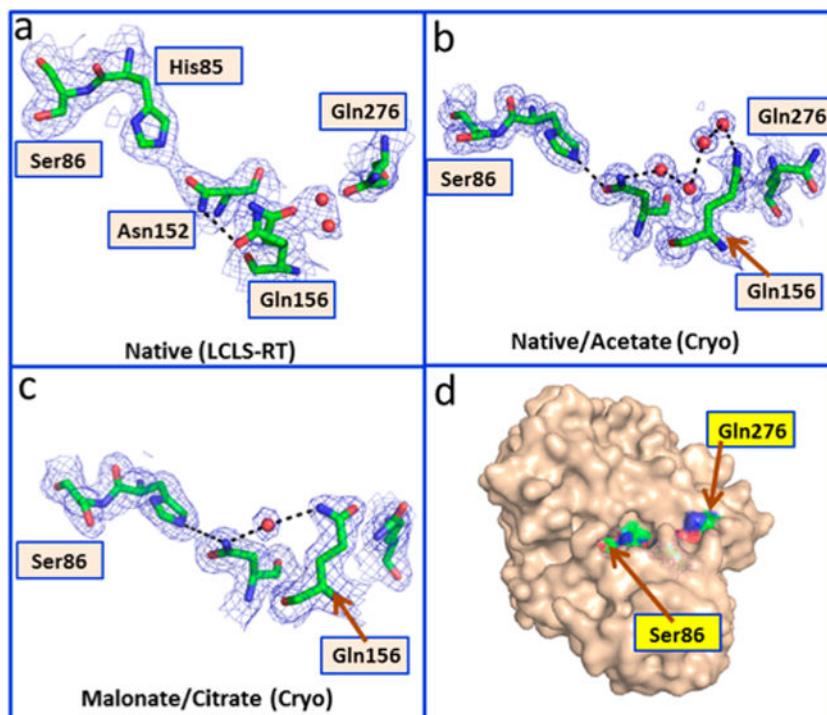 a
His85
Gln276
Ser86
Asn152
Gln156
Native (LCLS-RT)
b
Gln276
Ser86
Gln156
Native/Acetate (Cryo)
c
Ser86
Gln156
Malonate/Citrate (Cryo)
d
Gln276
Ser86